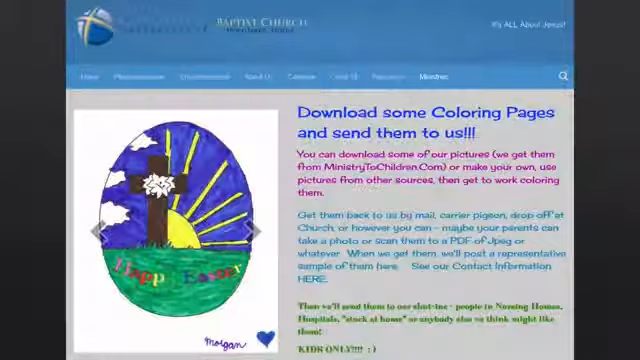 BAPTIST CHURCH
It's ALL About Jesus!
Home
About Us
Ministries
Download some Coloring Pages
and send them to us!!!
You can download some of our pictures (we get them
from MinistryToChildren.Com) or make your own, use
pictures from other sources, then get to work coloring
them.
Get them back to us by mail, carrier pigeon, drop off at
Church, or however you can - maybe your parents can
take a photo or scan them to a PDF of Jpeg or
whatever. When we get them, we'll post a representative
sample of them here. See our Contact Information
HERE.
Happy Easter
Then we'll send them to our shut-ins - people in Nursing Homes,
Hospitals, "stuck at home" or anybody else we think might like
them!
KIDS ONLY!!!! : )
morgan